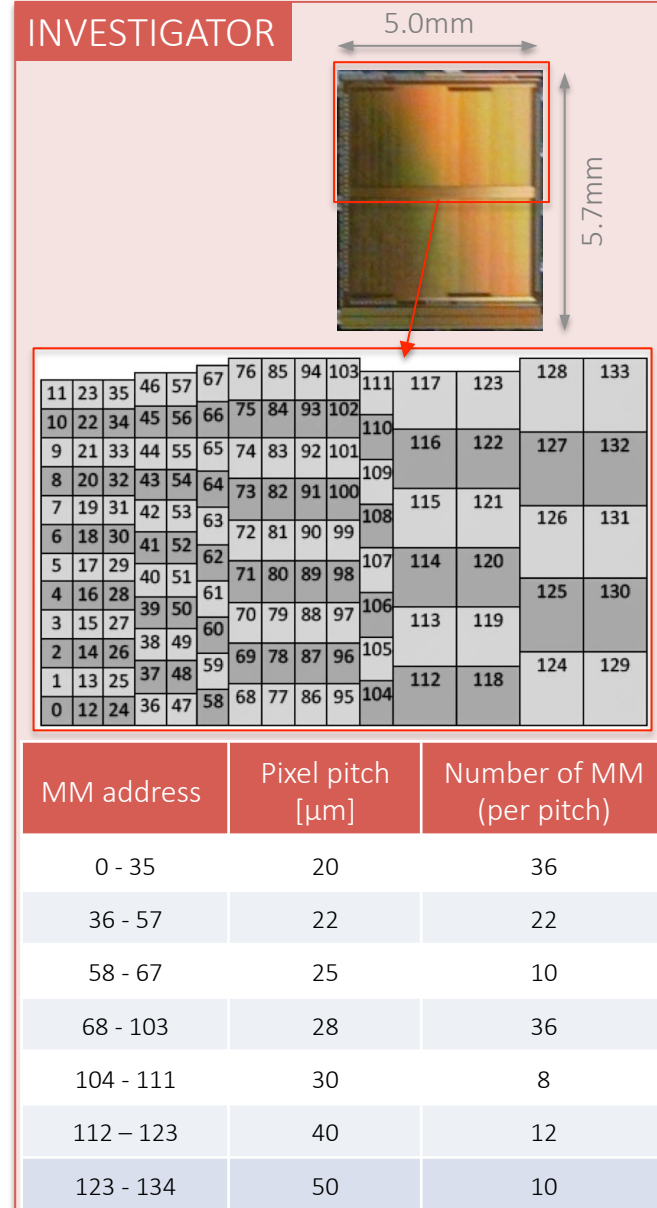 INVESTIGATOR
5.0mm
5.7mm
11 23 35 46 57 67 76 85 94 103 111 117 123 128 133
10 22 34 45 56 66 75 84 93 102 110 116 122 127 132
9 21 33 44 55 65 74 83 92 101 109
8 20 32 43 54 64 73 82 91 100 108 115 121 126 131
7 19 31 42 53 63 72 81 90 99
6 18 30 41 52 62 71 80 89 98 107 114 120 125 130
5 17 29 40 51 61
4 16 28 39 50 60 70 79 88 97 106 113 119
3 15 27 38 49 59 69 78 87 96 105
2 14 26 37 48 58 68 77 86 95 104 112 118 124 129
1 13 25 36 47
0 12 24
MM address Pixel pitch [µm] Number of MM (per pitch)
0 - 35 20 36
36 - 57 22 22
58 - 67 25 10
68 - 103 28 36
104 - 111 30 8
112 – 123 40 12
123 - 134 50 10